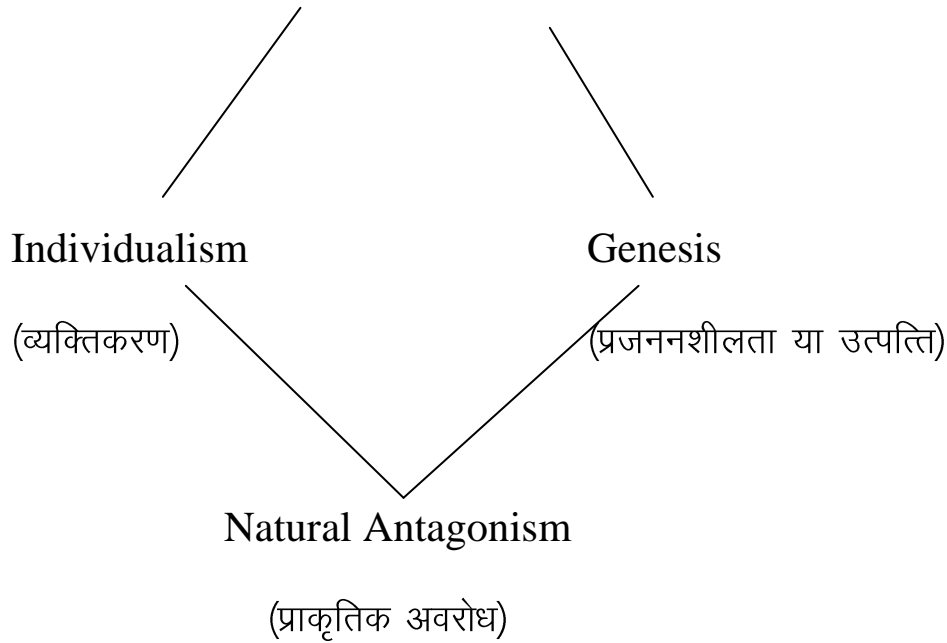 Individualism Genesis
(व्यक्तिकरण) (प्रजननशीलता या उत्पत्ति)
Natural Antagonism
(प्राकृतिक अवरोध)